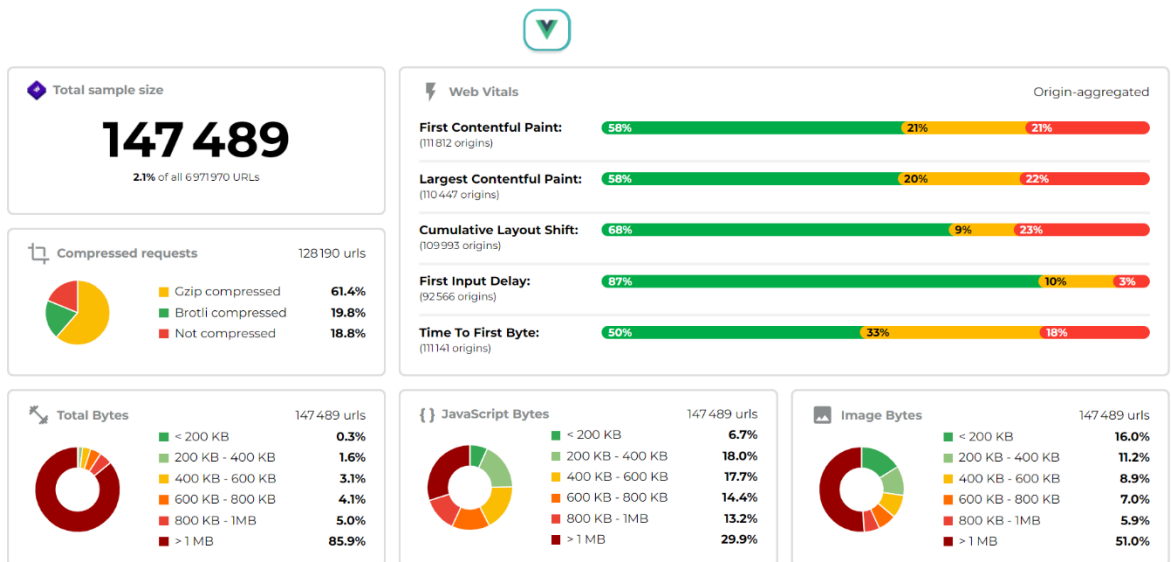 Total sample size
147 489
2.1% of all 6 971 970 URLs
Web Vitals
Origin-aggregated
First Contentful Paint:
(111 812 origins)
58% 21% 21%
Largest Contentful Paint:
(110 447 origins)
58% 20% 22%
Cumulative Layout Shift:
(109 993 origins)
68% 9% 23%
First Input Delay:
(92 566 origins)
87% 10% 3%
Time To First Byte:
(111 141 origins)
50% 33% 18%
Compressed requests 128 190 urls
Gzip compressed 61.4%
Brotli compressed 19.8%
Not compressed 18.8%
Total Bytes 147 489 urls
< 200 KB 0.3%
200 KB - 400 KB 1.6%
400 KB - 600 KB 3.1%
600 KB - 800 KB 4.1%
800 KB - 1MB 5.0%
> 1 MB 85.9%
{ } JavaScript Bytes 147 489 urls
< 200 KB 6.7%
200 KB - 400 KB 18.0%
400 KB - 600 KB 17.7%
600 KB - 800 KB 14.4%
800 KB - 1MB 13.2%
> 1 MB 29.9%
Image Bytes 147 489 urls
< 200 KB 16.0%
200 KB - 400 KB 11.2%
400 KB - 600 KB 8.9%
600 KB - 800 KB 7.0%
800 KB - 1MB 5.9%
> 1 MB 51.0%